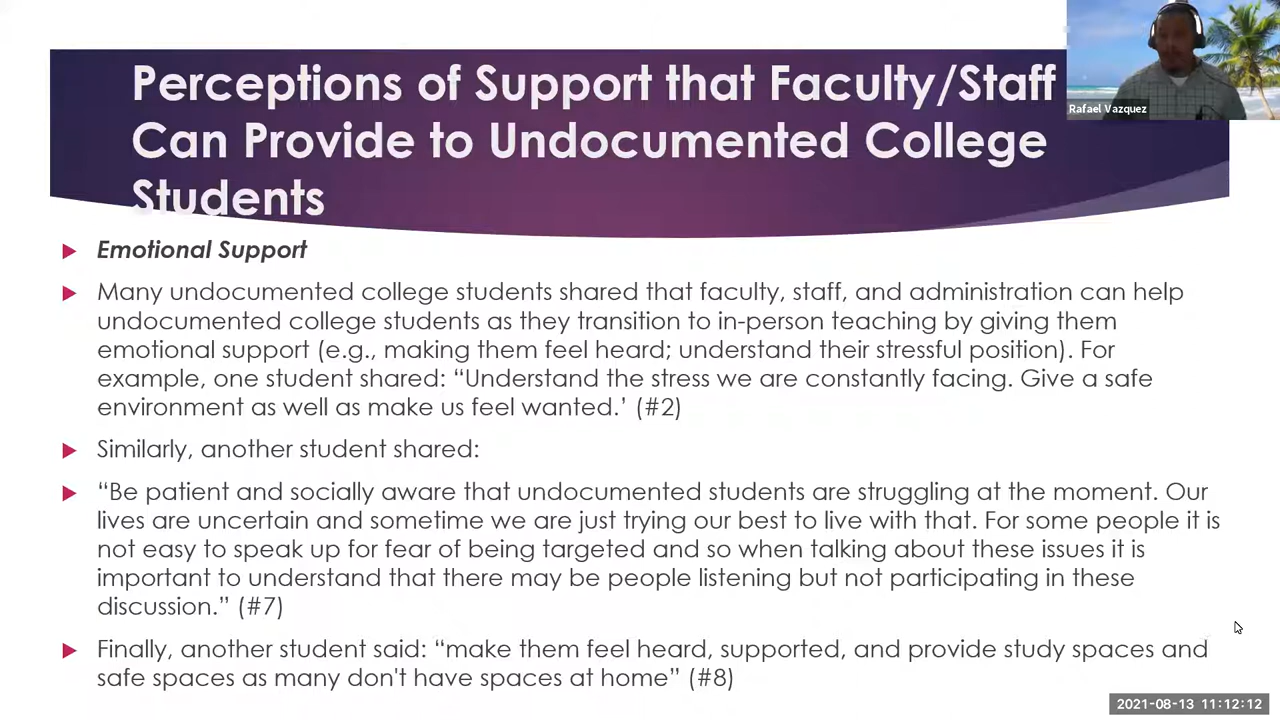 Perceptions of Support that Faculty/Staff
Can Provide to Undocumented College
Students
Rafael Vazquez
Emotional Support
Many undocumented college students shared that faculty, staff, and administration can help
undocumented college students as they transition to in-person teaching by giving them
emotional support (e.g., making them feel heard; understand their stressful position). For
example, one student shared: “Understand the stress we are constantly facing. Give a safe
environment as well as make us feel wanted.’ (#2)
Similarly, another student shared:
“Be patient and socially aware that undocumented students are struggling at the moment. Our
lives are uncertain and sometime we are just trying our best to live with that. For some people it is
not easy to speak up for fear of being targeted and so when talking about these issues it is
important to understand that there may be people listening but not participating in these
discussion.” (#7)
Finally, another student said: “make them feel heard, supported, and provide study spaces and
safe spaces as many don't have spaces at home” (#8)
2021-08-13 11:12:12